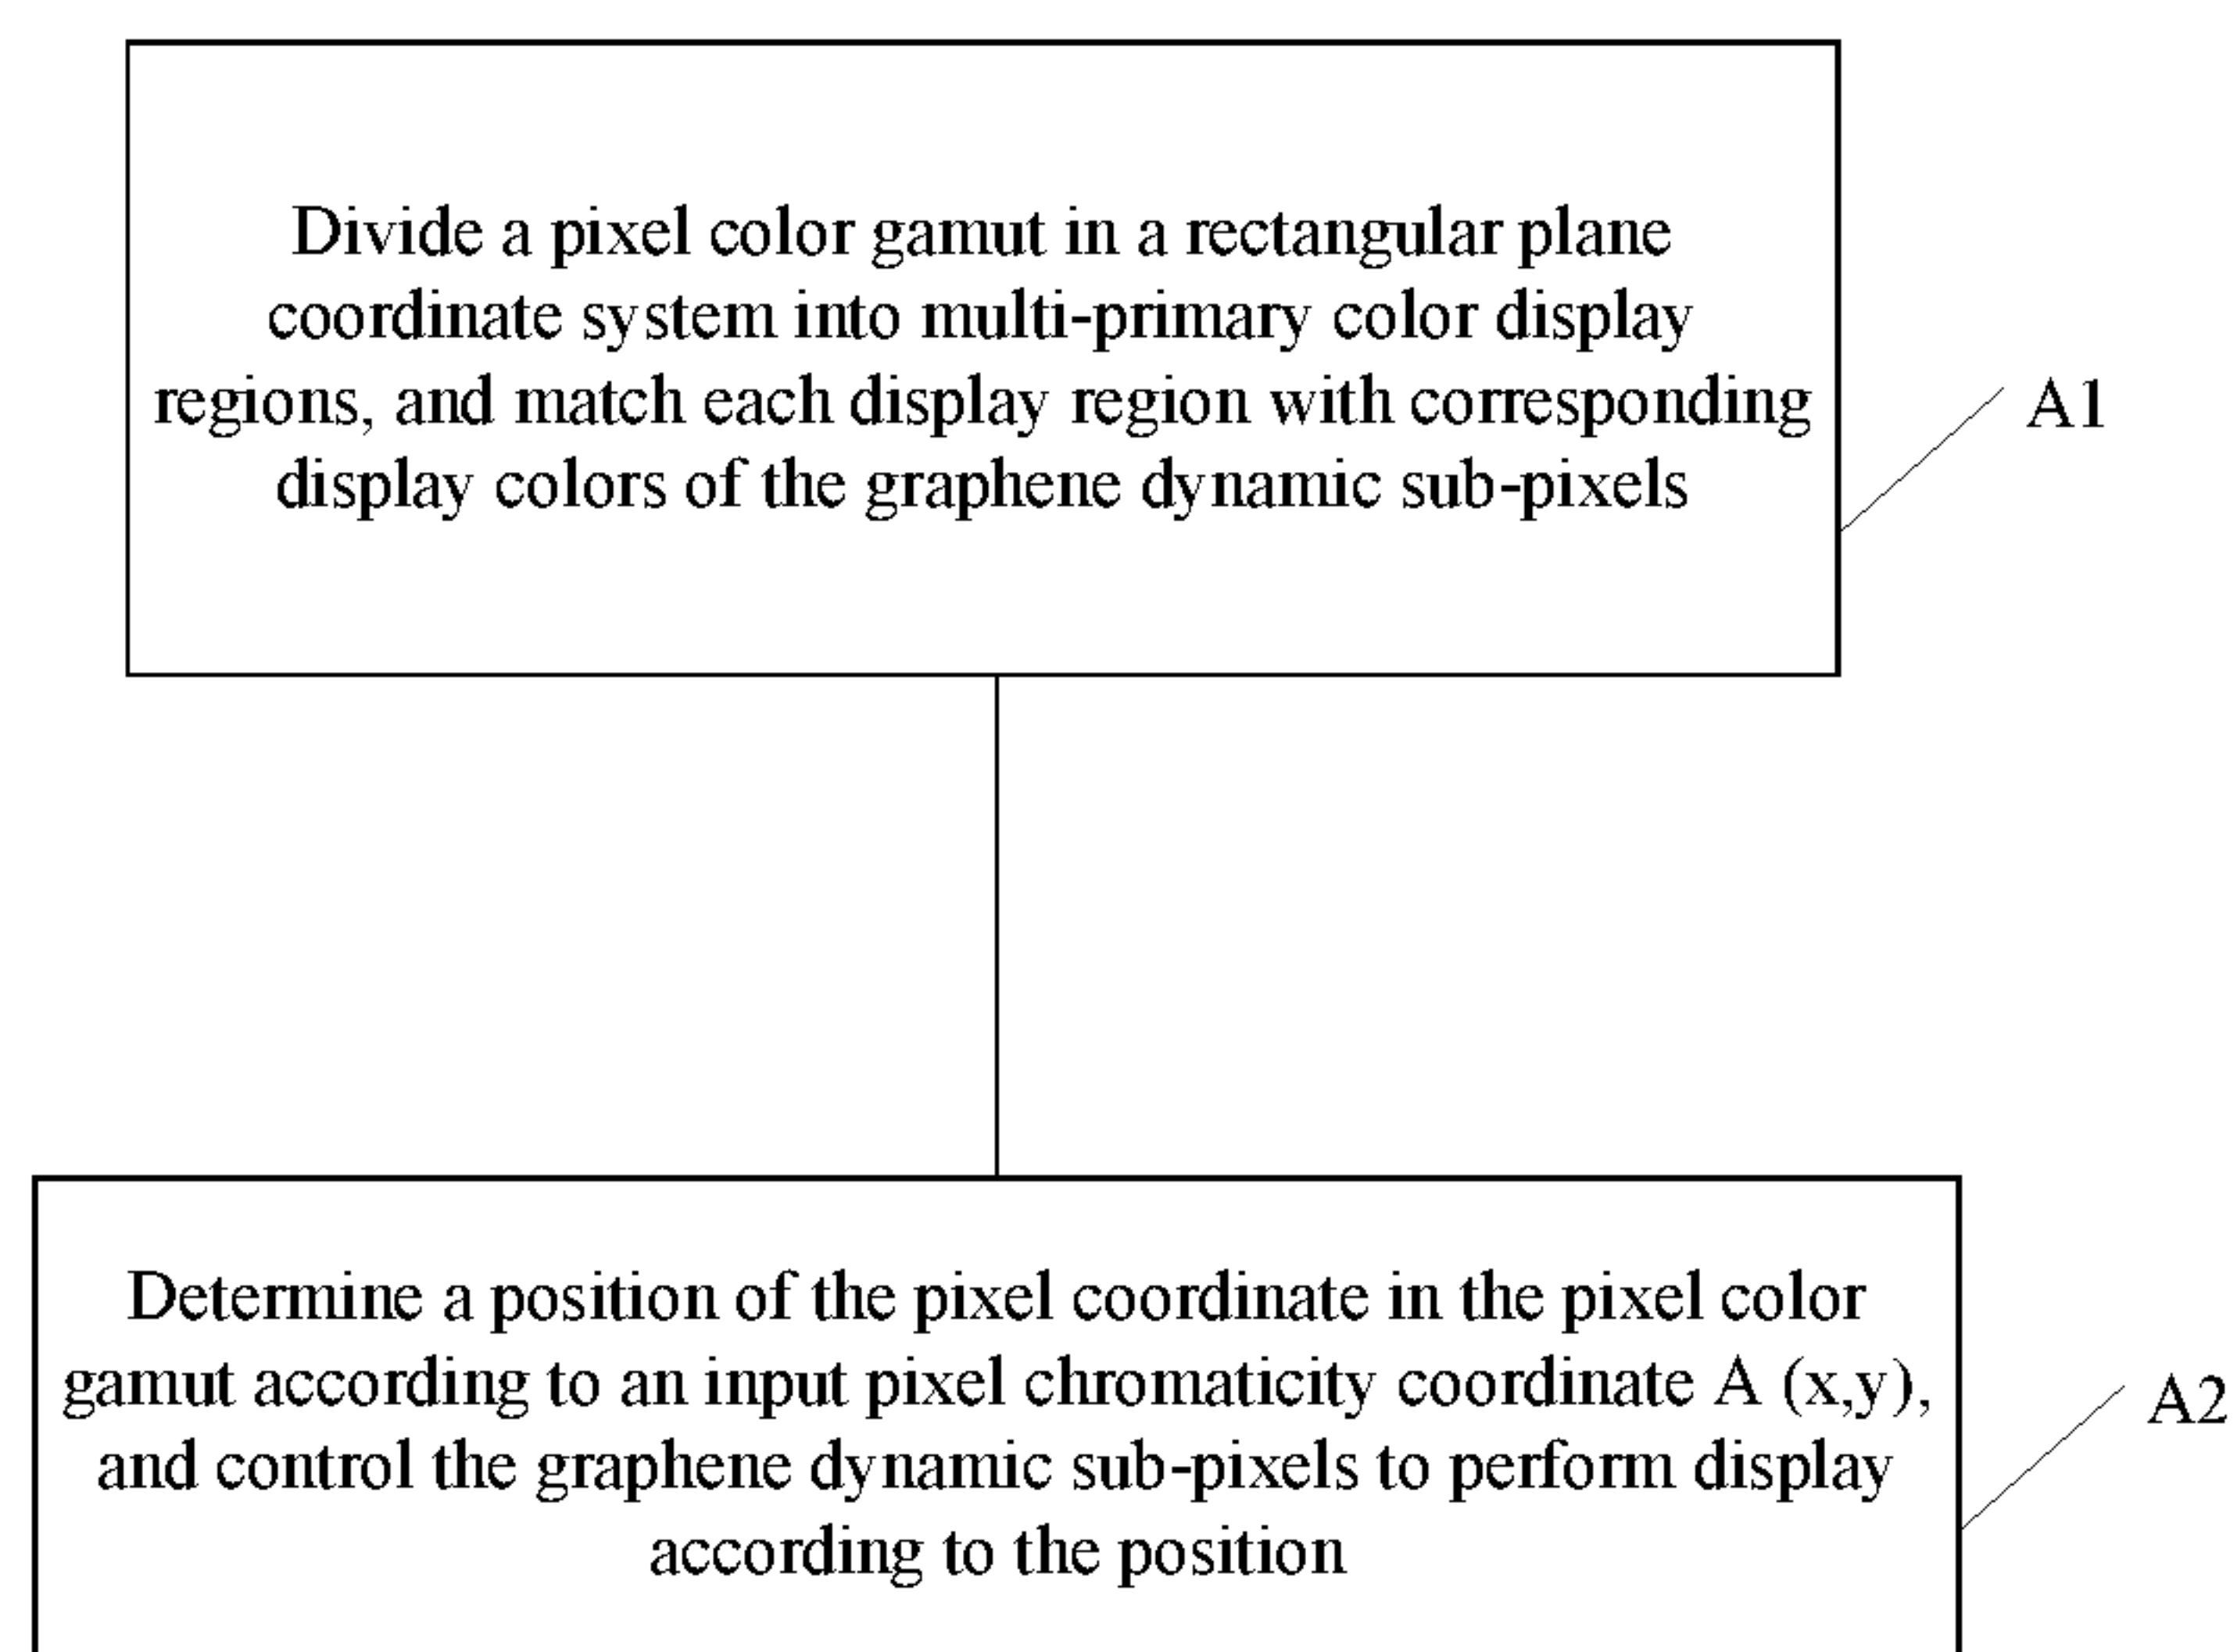 Divide a pixel color gamut in a rectangular plane
coordinate system into multi-primary color display
regions, and match each display region with corresponding
display colors of the graphene dynamic sub-pixels
A1
Determine a position of the pixel coordinate in the pixel color
gamut according to an input pixel chromaticity coordinate A (x,y),
and control the graphene dynamic sub-pixels to perform display
according to the position
A2